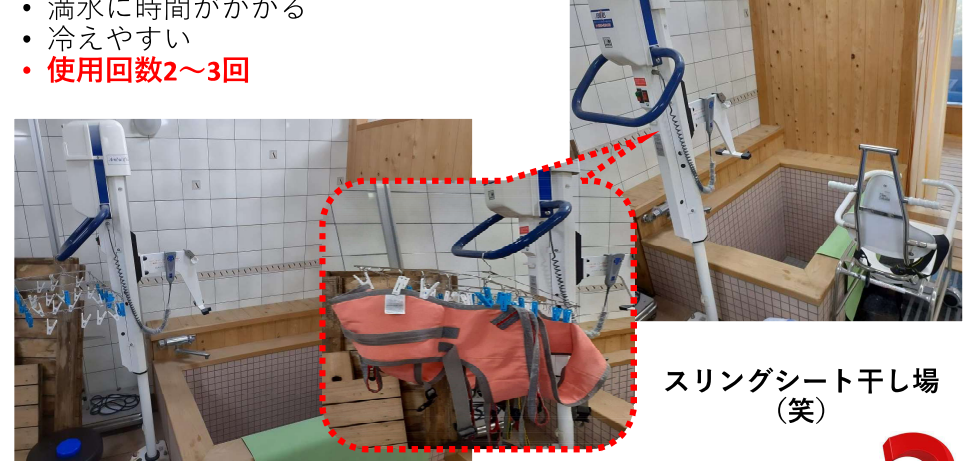 • 満水に時間がかかる
• 冷えやすい
• 使用回数2～3回
スリングシート干し場
（笑）